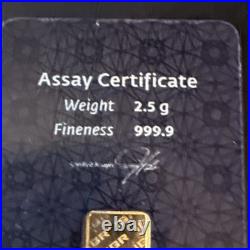 Assay Certificate
Weight 2.5 g
Fineness 999.9